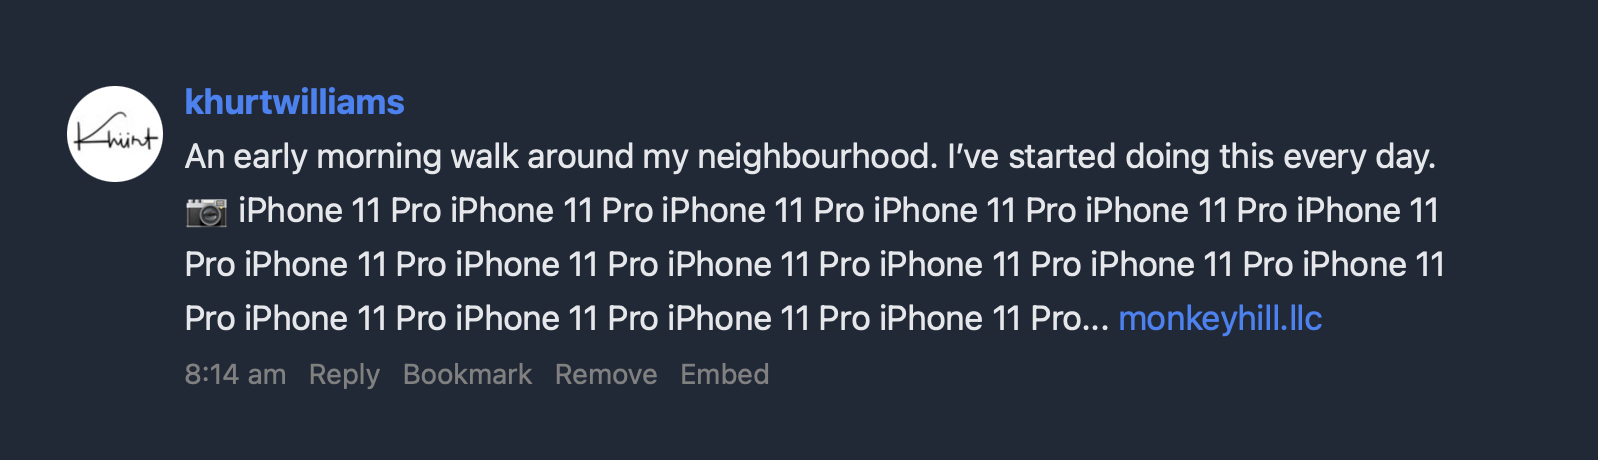 Khürt
khurtwilliams
An early morning walk around my neighbourhood. I’ve started doing this every day.
📷 iPhone 11 Pro iPhone 11 Pro iPhone 11 Pro iPhone 11 Pro iPhone 11 Pro iPhone 11
Pro iPhone 11 Pro iPhone 11 Pro iPhone 11 Pro iPhone 11 Pro iPhone 11 Pro iPhone 11
Pro iPhone 11 Pro iPhone 11 Pro iPhone 11 Pro iPhone 11 Pro... monkeyhill.llc
8:14 am Reply Bookmark Remove Embed